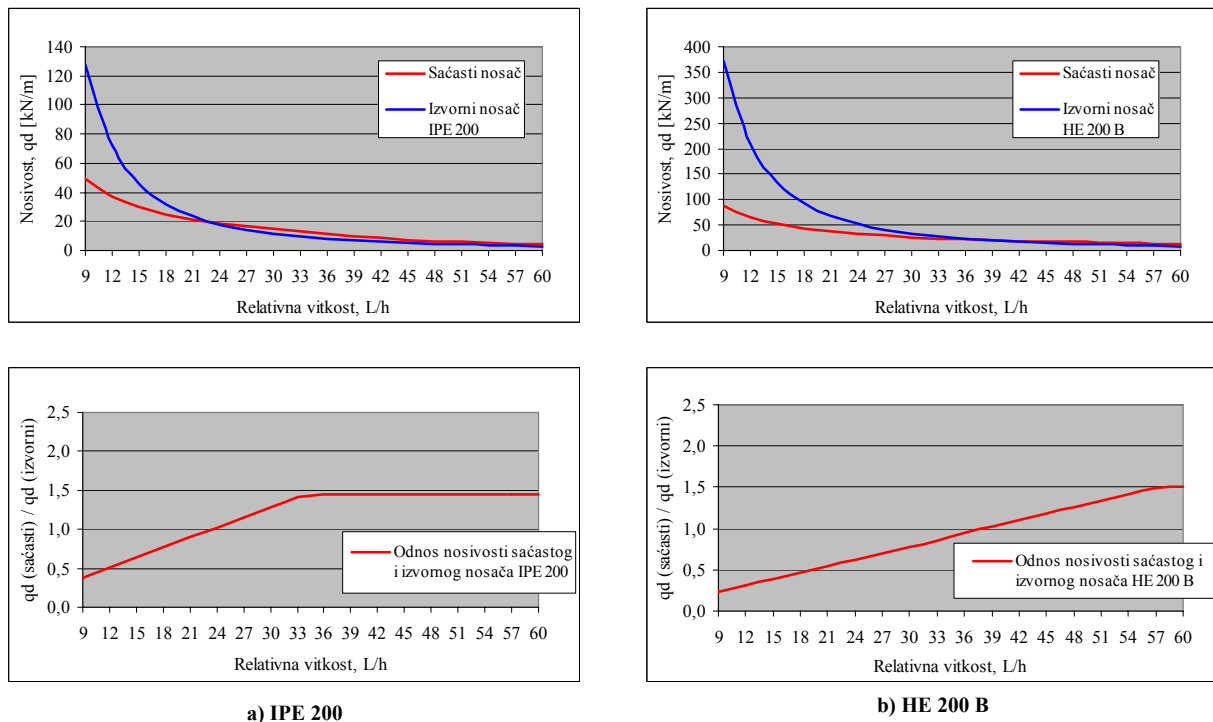 140
120
100
80
60
40
20
0
Nosivost, qd [kN/m]
Saćasti nosač
Izvorni nosač
IPE 200
9 12 15 18 21 24 27 30 33 36 39 42 45 48 51 54 57 60
Relativna vitkost, L/h
400
350
300
250
200
150
100
50
0
Nosivost, qd [kN/m]
Saćasti nosač
Izvorni nosač
HE 200 B
9 12 15 18 21 24 27 30 33 36 39 42 45 48 51 54 57 60
Relativna vitkost, L/h
2,5
2,0
1,5
1,0
0,5
0,0
qd (saćasti) / qd (izvorni)
Odnos nosivosti saćastog
i izvornog nosača IPE 200
9 12 15 18 21 24 27 30 33 36 39 42 45 48 51 54 57 60
Relativna vitkost, L/h
2,5
2,0
1,5
1,0
0,5
0,0
qd (saćasti) / qd (izvorni)
Odnos nosivosti saćastog i
izvornog nosača HE 200 B
9 12 15 18 21 24 27 30 33 36 39 42 45 48 51 54 57 60
Relativna vitkost, L/h
a) IPE 200
b) HE 200 B